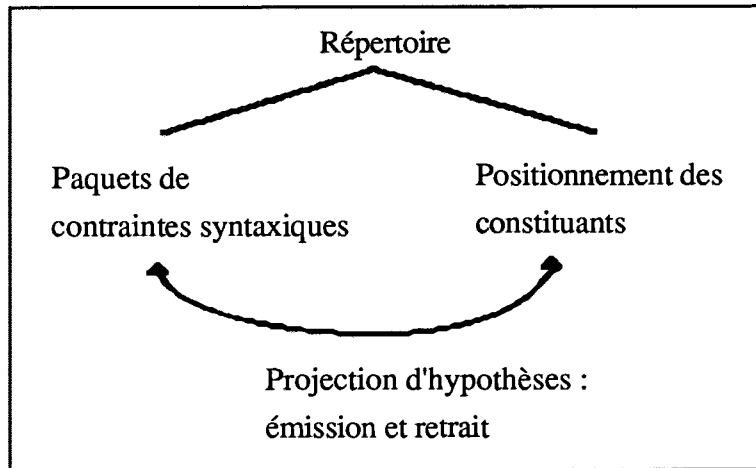 Répertoire
Paquets de
contraintes syntaxiques
Positionnement des
constituants
Projection d'hypothèses :
émission et retrait